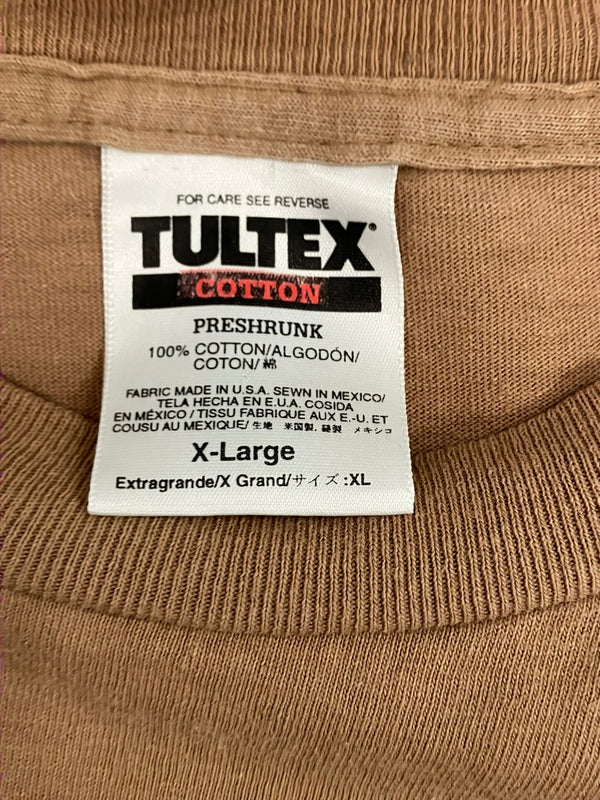 FOR CARE SEE REVERSE
TULTEX®
COTTON
PRESHRUNK
100% COTTON/ALGODÓN/
COTON/綿
FABRIC MADE IN U.S.A. SEWN IN MEXICO/
TELA HECHA EN E.U.A. COSIDA
EN MÉXICO / TISSU FABRIQUE AUX E.-U. ET
COUSU AU MEXIQUE/生地 米国製, 縫製 メキシコ
X-Large
Extragrande/X Grand/サイズ:XL